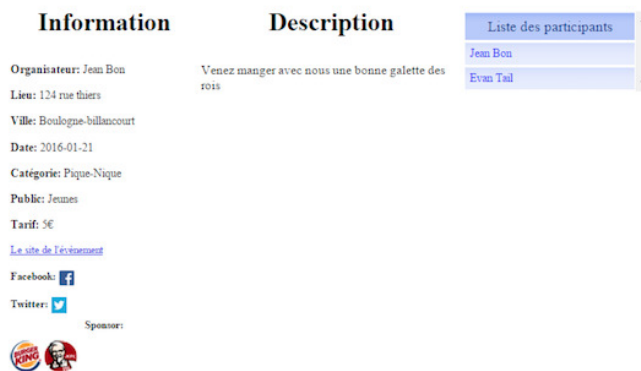 Information
Organisateur: Jean Bon
Lieu: 124 rue thiers
Ville: Boulogne-billancourt
Date: 2016-01-21
Catégorie: Pique-Nique
Public: Jeunes
Tarif: 5€
Le site de l'évènement
Facebook:
Twitter:
Sponsor:
BURGER
KING
Description
Venez manger avec nous une bonne galette des
rois
Liste des participants
Jean Bon
Evan Tail